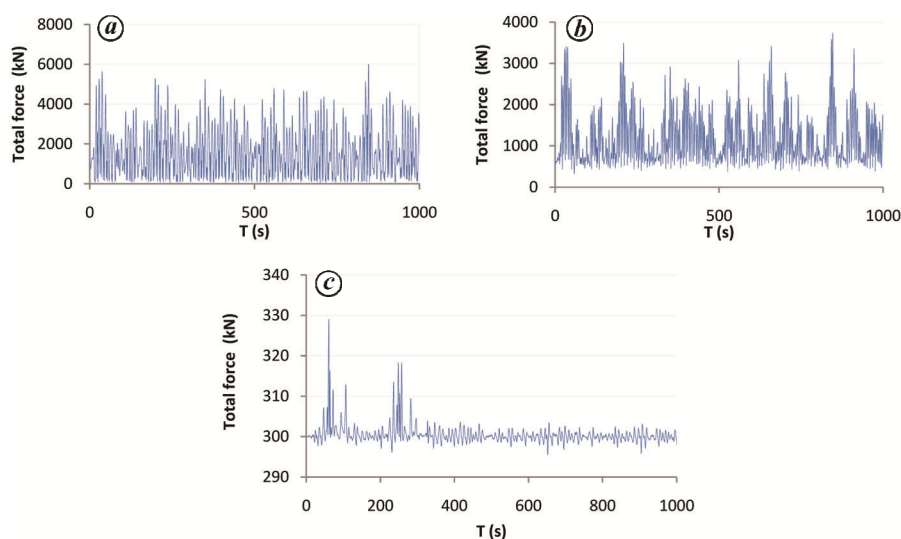 a
Total force (kN)
8000
6000
4000
2000
0
0 500 1000
T (s)
b
Total force (kN)
4000
3000
2000
1000
0
0 500 1000
T (s)
c
Total force (kN)
340
330
320
310
300
290
0 200 400 600 800 1000
T (s)